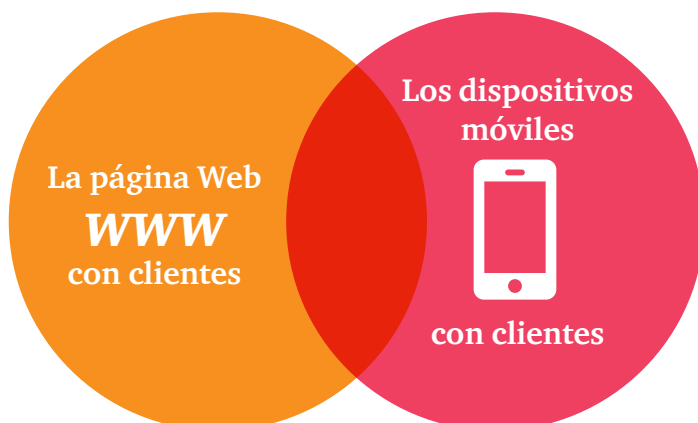 La página Web
WWW
con clientes
Los dispositivos
móviles
con clientes